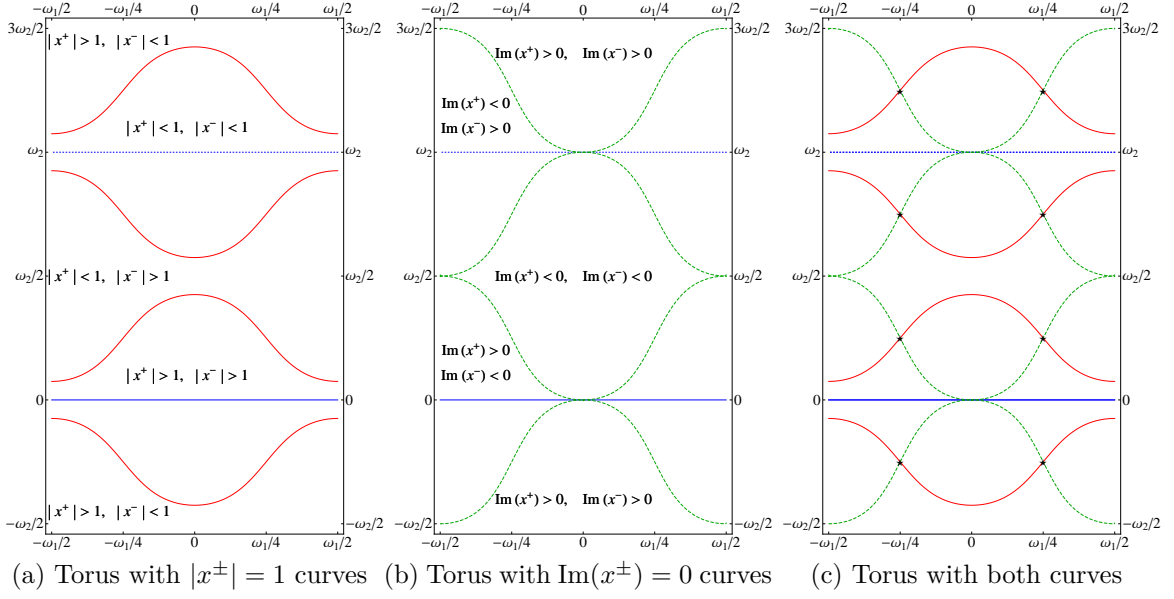 −ω₁/2 −ω₁/4 0 ω₁/4 ω₁/2 −ω₁/2 −ω₁/4 0 ω₁/4 ω₁/2 −ω₁/2 −ω₁/4 0 ω₁/4 ω₁/2
3ω₂/2 3ω₂/2 3ω₂/2 3ω₂/2 3ω₂/2 3ω₂/2
|x⁺|>1, |x⁻|<1
Im(x⁺)>0, Im(x⁻)>0
Im(x⁺)<0
|x⁺|<1, |x⁻|<1
Im(x⁻)>0
ω₂ ω₂ ω₂ ω₂ ω₂ ω₂
ω₂/2 |x⁺|<1, |x⁻|>1 ω₂/2 ω₂/2 Im(x⁺)<0, Im(x⁻)<0 ω₂/2 ω₂/2 ω₂/2
Im(x⁺)>0
|x⁺|>1, |x⁻|>1
Im(x⁻)<0
0 0 0 0 0 0
Im(x⁺)>0, Im(x⁻)>0
|x⁺|>1, |x⁻|<1
−ω₂/2 −ω₂/2 −ω₂/2 −ω₂/2 −ω₂/2 −ω₂/2
−ω₁/2 −ω₁/4 0 ω₁/4 ω₁/2 −ω₁/2 −ω₁/4 0 ω₁/4 ω₁/2 −ω₁/2 −ω₁/4 0 ω₁/4 ω₁/2
(a) Torus with |x^±| = 1 curves (b) Torus with Im(x^±) = 0 curves (c) Torus with both curves